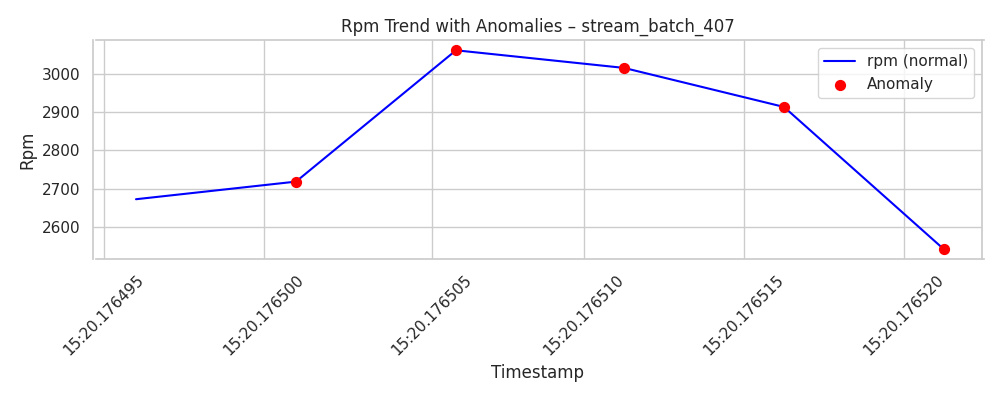 Rpm Trend with Anomalies – stream_batch_407
rpm (normal)
Anomaly
Rpm
3000
2900
2800
2700
2600
15:20.176495
15:20.176500
15:20.176505
15:20.176510
15:20.176515
15:20.176520
Timestamp